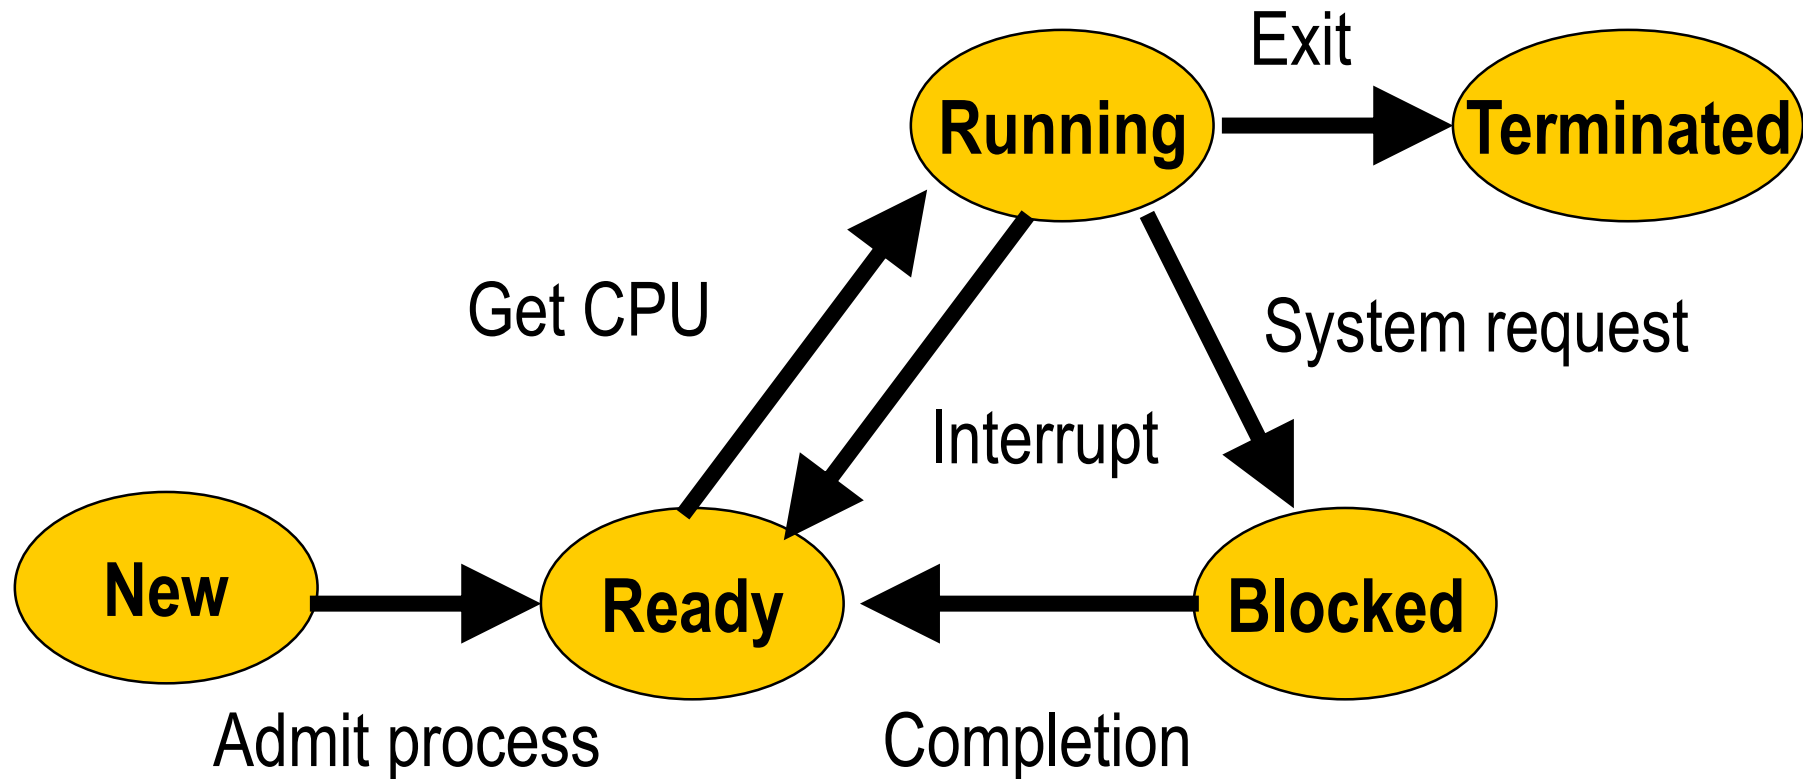 Exit
Running
Terminated
Get CPU
System request
Interrupt
New
Ready
Blocked
Admit process
Completion